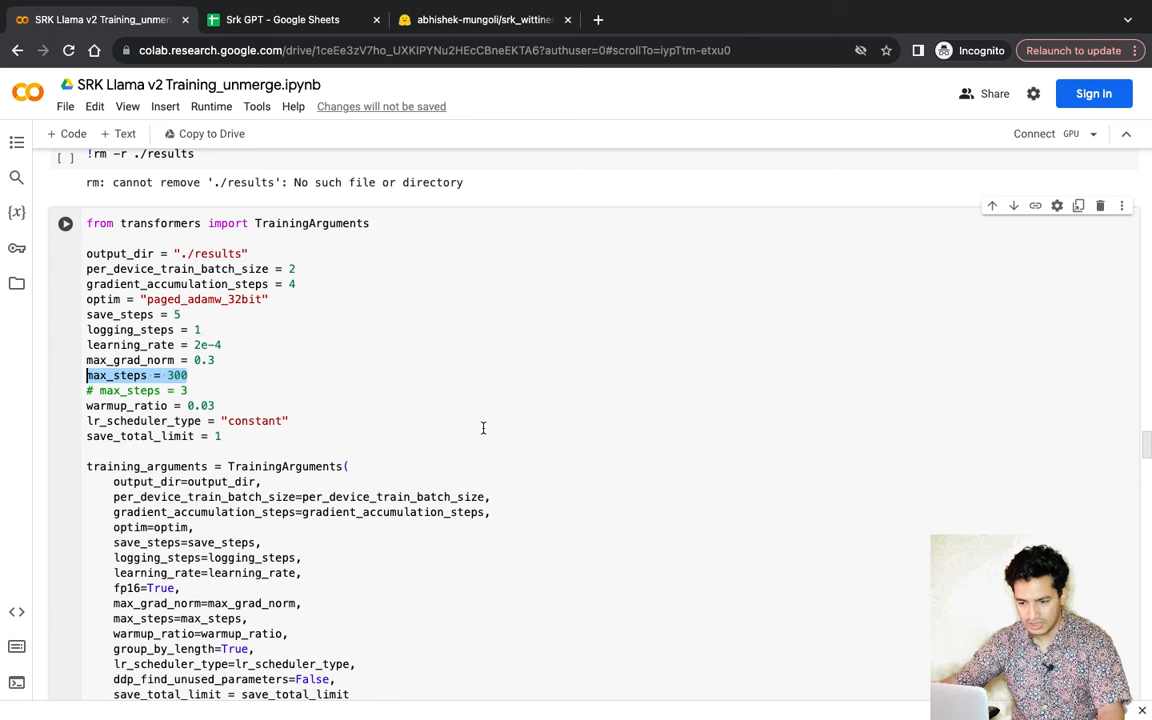 SRK Llama v2 Training_unmerge
Srk GPT - Google Sheets
abhishek-mungoli/srk_wittines
colab.research.google.com/drive/1ceEe3zV7ho_UXKIPYNu2HEcCBneEKTA6?authuser=0#scrollTo=iypTtm-etxu0
Incognito
Relaunch to update
SRK Llama v2 Training_unmerge.ipynb
Share
Sign in
File Edit View Insert Runtime Tools Help Changes will not be saved
+ Code + Text Copy to Drive
Connect GPU
[ ] !rm -r ./results
rm: cannot remove './results': No such file or directory
from transformers import TrainingArguments
output_dir = "./results"
per_device_train_batch_size = 2
gradient_accumulation_steps = 4
optim = "paged_adamw_32bit"
save_steps = 5
logging_steps = 1
learning_rate = 2e-4
max_grad_norm = 0.3
max_steps = 300
# max_steps = 3
warmup_ratio = 0.03
lr_scheduler_type = "constant"
save_total_limit = 1
training_arguments = TrainingArguments(
output_dir=output_dir,
per_device_train_batch_size=per_device_train_batch_size,
gradient_accumulation_steps=gradient_accumulation_steps,
optim=optim,
save_steps=save_steps,
logging_steps=logging_steps,
learning_rate=learning_rate,
fp16=True,
max_grad_norm=max_grad_norm,
max_steps=max_steps,
warmup_ratio=warmup_ratio,
group_by_length=True,
lr_scheduler_type=lr_scheduler_type,
ddp_find_unused_parameters=False,
save_total_limit = save_total_limit